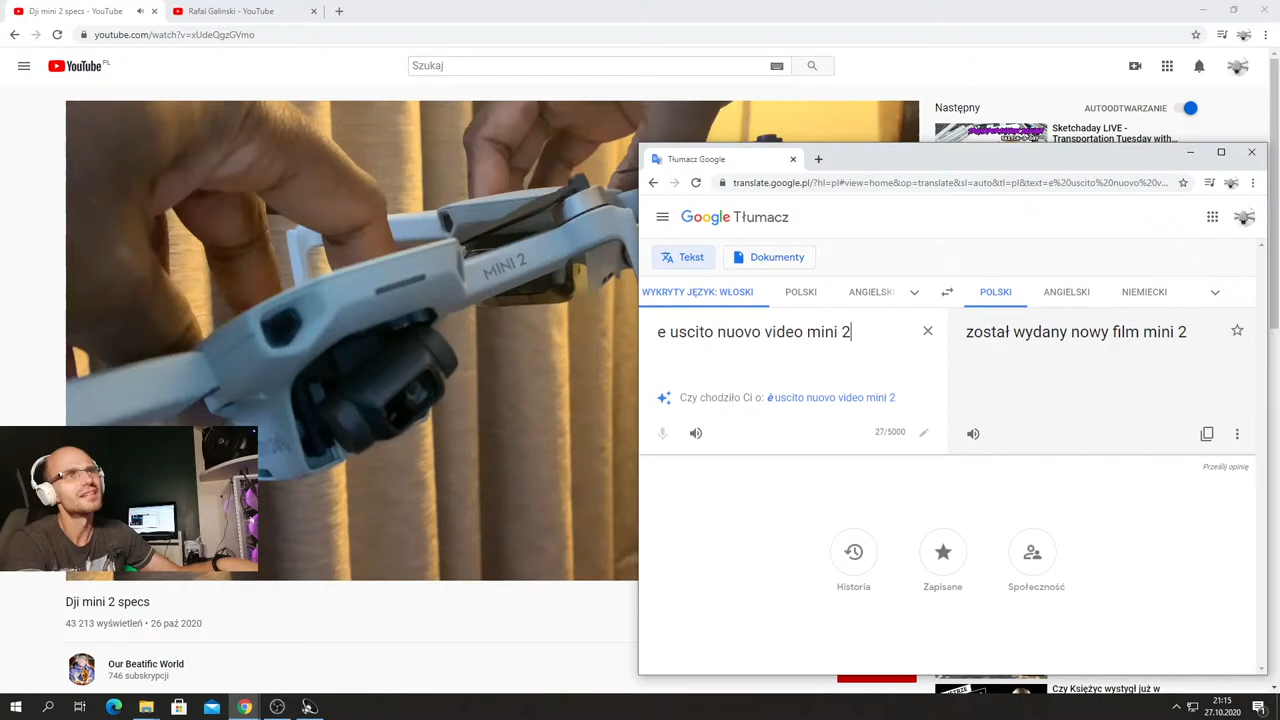 Dji mini 2 specs - YouTube
Rafal Galinski - YouTube
youtube.com/watch?v=xUdeQgzGVmo
YouTube PL
Szukaj
Następny
AUTOODTWARZANIE
Sketchaday LIVE -
Transportation Tuesday with...
MINI 2
Tłumacz Google
translate.google.pl/?hl=pl#view=home&op=translate&sl=auto&tl=pl&text=e%20uscito%20nuovo%20v...
Google Tłumacz
Tekst
Dokumenty
WYKRYTY JĘZYK: WŁOSKI
POLSKI
ANGIELSKI
POLSKI
ANGIELSKI
NIEMIECKI
e uscito nuovo video mini 2
został wydany nowy film mini 2
Czy chodziło Ci o: è uscito nuovo video mini 2
27/5000
Prześlij opinię
Historia
Zapisane
Społeczność
Dji mini 2 specs
43 213 wyświetleń • 26 paź 2020
Our Beatific World
746 subskrypcji
Czy Księżyc wystygł już w
21:15
27.10.2020
1